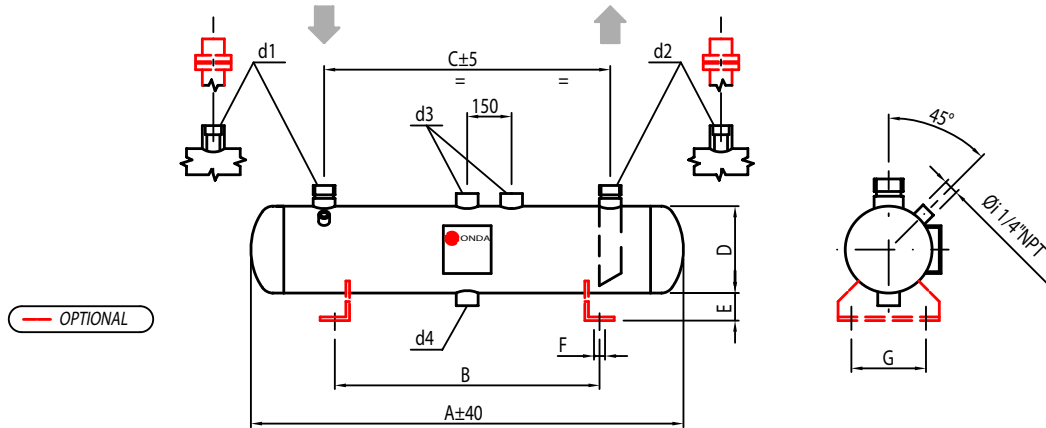 d1
C±5
= =
d2
150
d3
45°
Øi 1/4"NPT
ONDA
D
OPTIONAL
E
d4
F
G
B
A±40